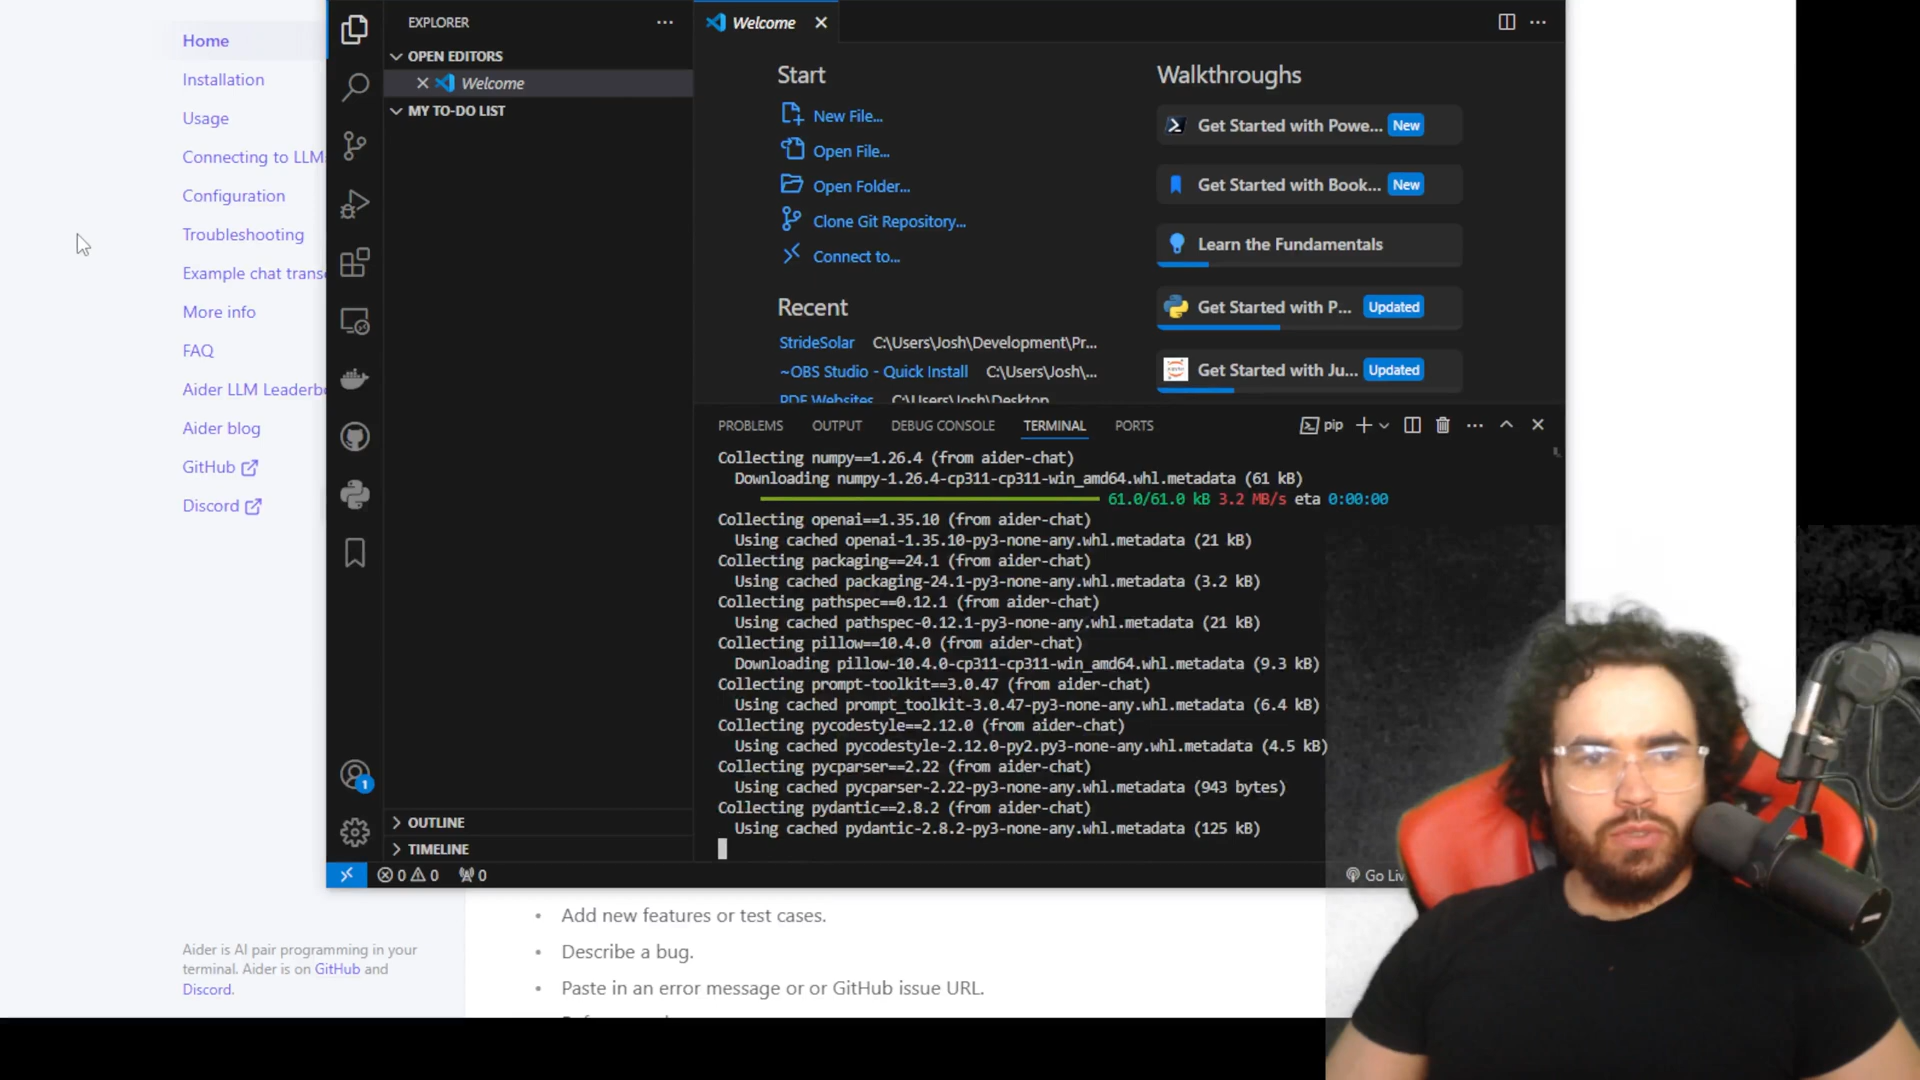 Home
Installation
Usage
Connecting to LLMs
Configuration
Troubleshooting
Example chat trans
More info
FAQ
Aider LLM Leaderbo
Aider blog
GitHub
Discord
Aider is AI pair programming in your
terminal. Aider is on GitHub and
Discord.
EXPLORER
OPEN EDITORS
Welcome
MY TO-DO LIST
1
OUTLINE
TIMELINE
0 0 0
Welcome
Start
New File...
Open File...
Open Folder...
Clone Git Repository...
Connect to...
Recent
StrideSolar C:\Users\Josh\Development\Pr...
~OBS Studio - Quick Install C:\Users\Josh\...
PDF Websites C:\Users\Josh\Desktop
Walkthroughs
Get Started with Powe... New
Get Started with Book... New
Learn the Fundamentals
Get Started with P... Updated
Get Started with Ju... Updated
PROBLEMS OUTPUT DEBUG CONSOLE TERMINAL PORTS
pip
Collecting numpy==1.26.4 (from aider-chat)
Downloading numpy-1.26.4-cp311-cp311-win_amd64.whl.metadata (61 kB)
61.0/61.0 kB 3.2 MB/s eta 0:00:00
Collecting openai==1.35.10 (from aider-chat)
Using cached openai-1.35.10-py3-none-any.whl.metadata (21 kB)
Collecting packaging==24.1 (from aider-chat)
Using cached packaging-24.1-py3-none-any.whl.metadata (3.2 kB)
Collecting pathspec==0.12.1 (from aider-chat)
Using cached pathspec-0.12.1-py3-none-any.whl.metadata (21 kB)
Collecting pillow==10.4.0 (from aider-chat)
Downloading pillow-10.4.0-cp311-cp311-win_amd64.whl.metadata (9.3 kB)
Collecting prompt-toolkit==3.0.47 (from aider-chat)
Using cached prompt_toolkit-3.0.47-py3-none-any.whl.metadata (6.4 kB)
Collecting pycodestyle==2.12.0 (from aider-chat)
Using cached pycodestyle-2.12.0-py2.py3-none-any.whl.metadata (4.5 kB)
Collecting pycparser==2.22 (from aider-chat)
Using cached pycparser-2.22-py3-none-any.whl.metadata (943 bytes)
Collecting pydantic==2.8.2 (from aider-chat)
Using cached pydantic-2.8.2-py3-none-any.whl.metadata (125 kB)
Go Liv
Add new features or test cases.
Describe a bug.
Paste in an error message or or GitHub issue URL.